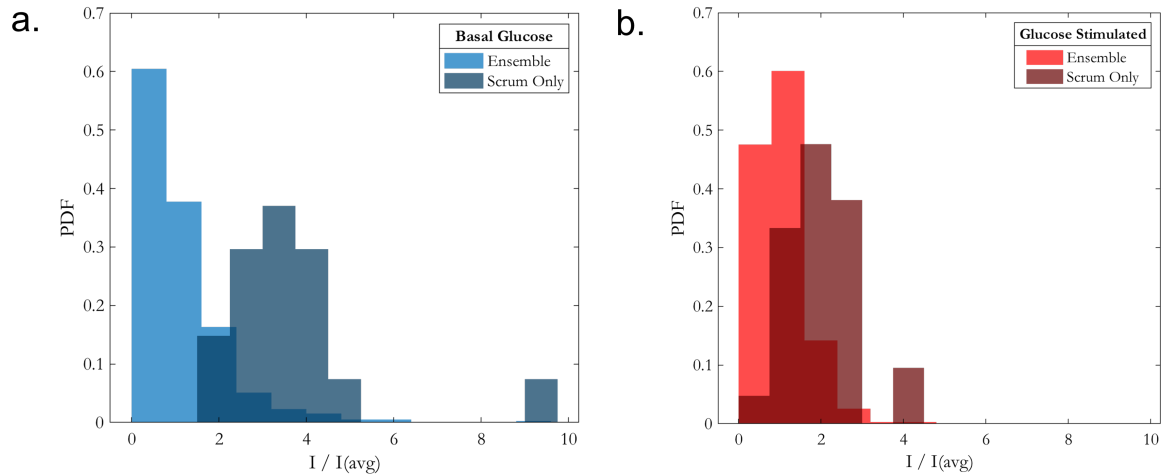 a.
Basal Glucose
Ensemble
Scrum Only
0.7
0.6
0.5
0.4
0.3
0.2
0.1
0
PDF
0 2 4 6 8 10
I / I(avg)
b.
Glucose Stimulated
Ensemble
Scrum Only
0.7
0.6
0.5
0.4
0.3
0.2
0.1
0
PDF
0 2 4 6 8 10
I / I(avg)